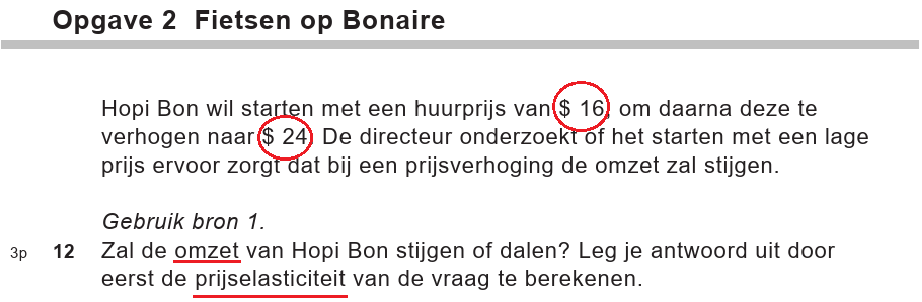 Opgave 2 Fietsen op Bonaire
Hopi Bon wil starten met een huurprijs van $ 16, om daarna deze te
verhogen naar $ 24. De directeur onderzoekt of het starten met een lage
prijs ervoor zorgt dat bij een prijsverhoging de omzet zal stijgen.
Gebruik bron 1.
3p 12 Zal de omzet van Hopi Bon stijgen of dalen? Leg je antwoord uit door
eerst de prijselasticiteit van de vraag te berekenen.